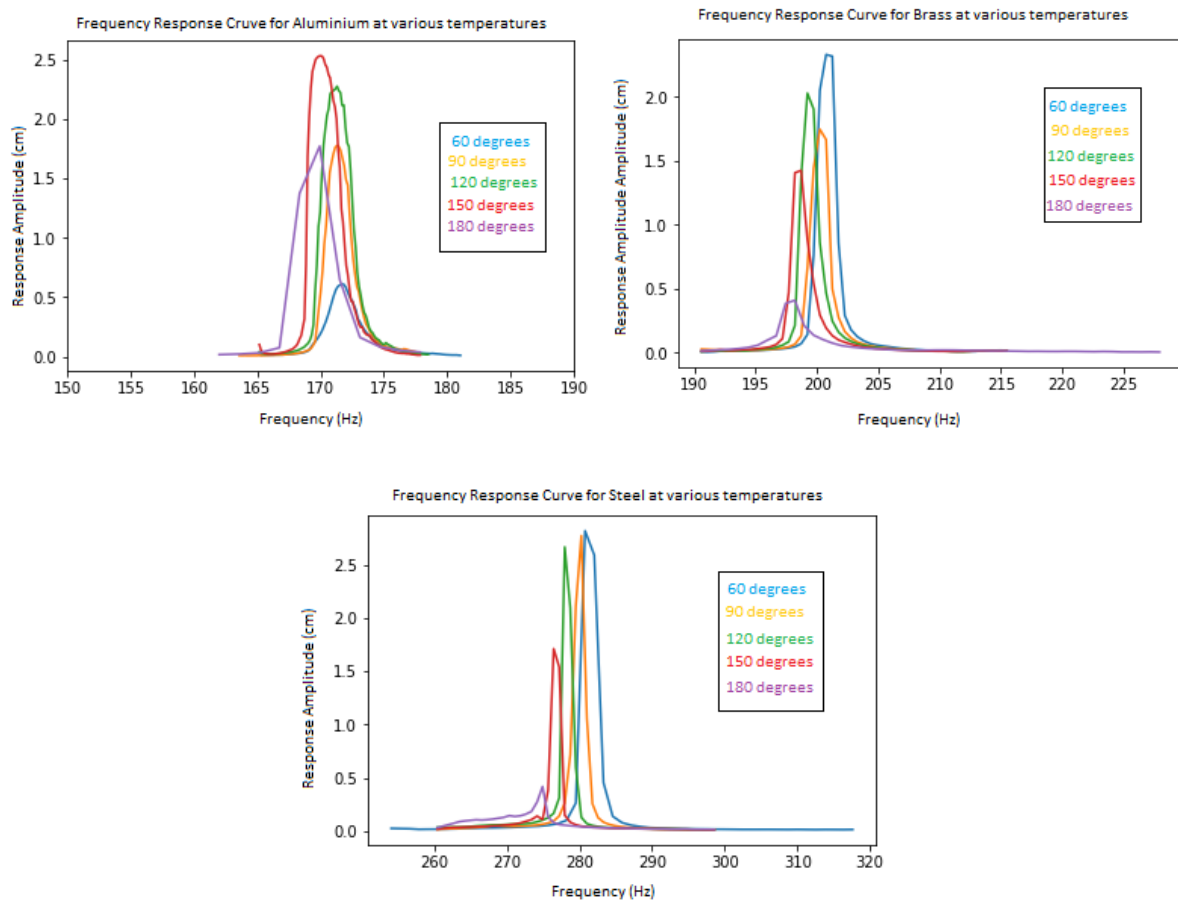 Frequency Response Cruve for Aluminium at various temperatures
2.5
2.0
1.5
1.0
0.5
0.0
Response Amplitude (cm)
60 degrees
90 degrees
120 degrees
150 degrees
180 degrees
150 155 160 165 170 175 180 185 190
Frequency (Hz)
Frequency Response Curve for Brass at various temperatures
2.0
1.5
1.0
0.5
0.0
Response Amplitude Amplitude (cm)
60 degrees
90 degrees
120 degrees
150 degrees
180 degrees
190 195 200 205 210 215 220 225
Frequency (Hz)
Frequency Response Curve for Steel at various temperatures
2.5
2.0
1.5
1.0
0.5
0.0
Response Amplitude (cm)
60 degrees
90 degrees
120 degrees
150 degrees
180 degrees
260 270 280 290 300 310 320
Frequency (Hz)